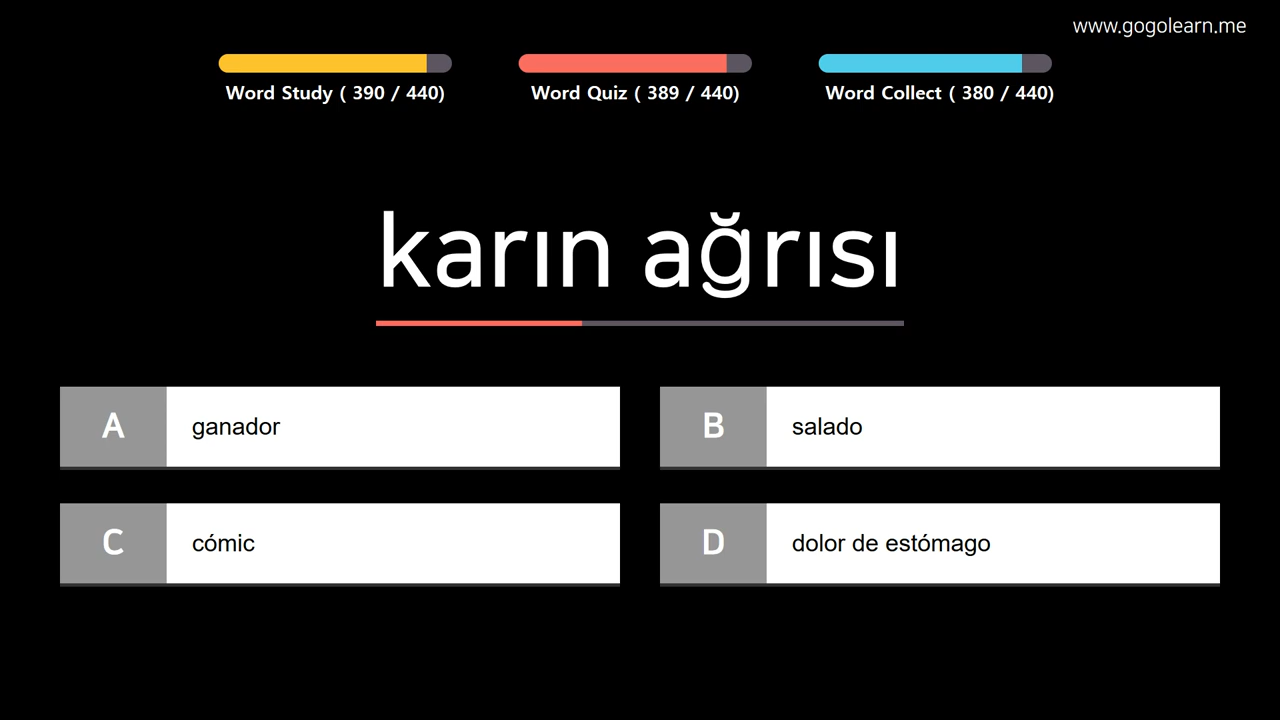 www.gogolearn.me
Word Study ( 390 / 440)
Word Quiz ( 389 / 440)
Word Collect ( 380 / 440)
karın ağrısı
A
ganador
B
salado
C
cómic
D
dolor de estómago